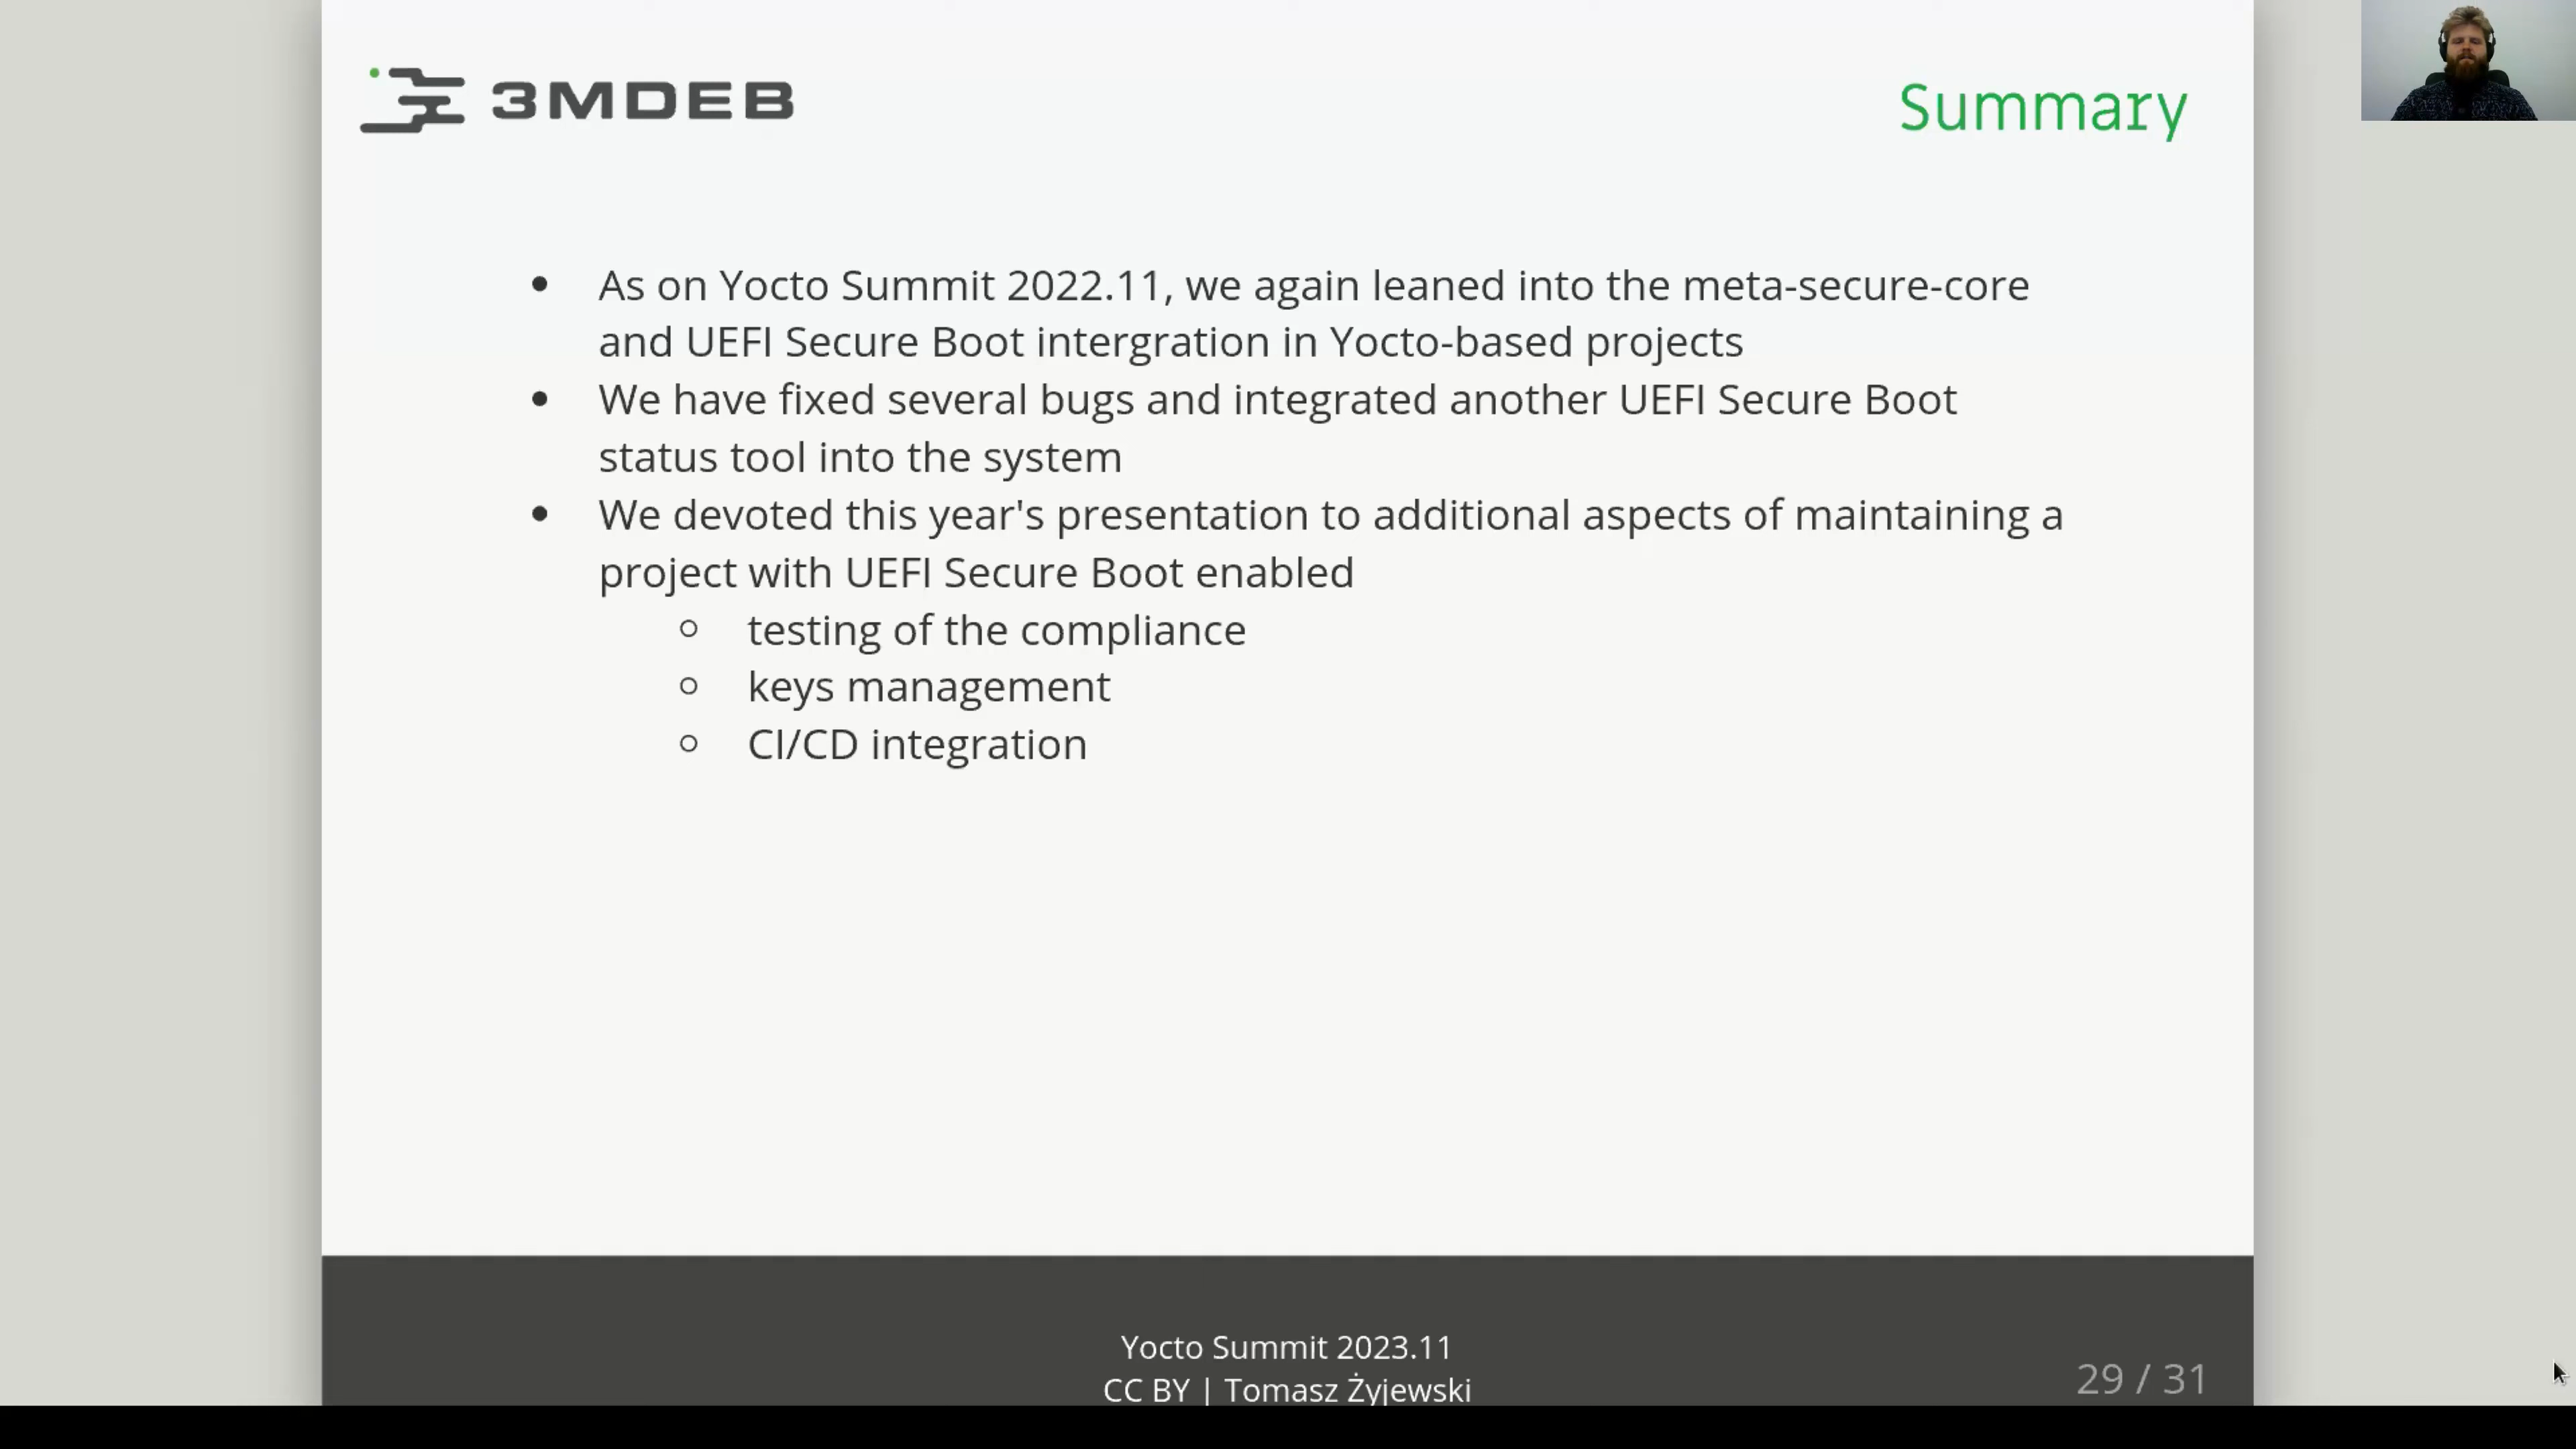 3MDEB
Summary
• As on Yocto Summit 2022.11, we again leaned into the meta-secure-core
and UEFI Secure Boot intergration in Yocto-based projects
• We have fixed several bugs and integrated another UEFI Secure Boot
status tool into the system
• We devoted this year's presentation to additional aspects of maintaining a
project with UEFI Secure Boot enabled
○ testing of the compliance
○ keys management
○ CI/CD integration
Yocto Summit 2023.11
CC BY | Tomasz Żyjewski
29 / 31